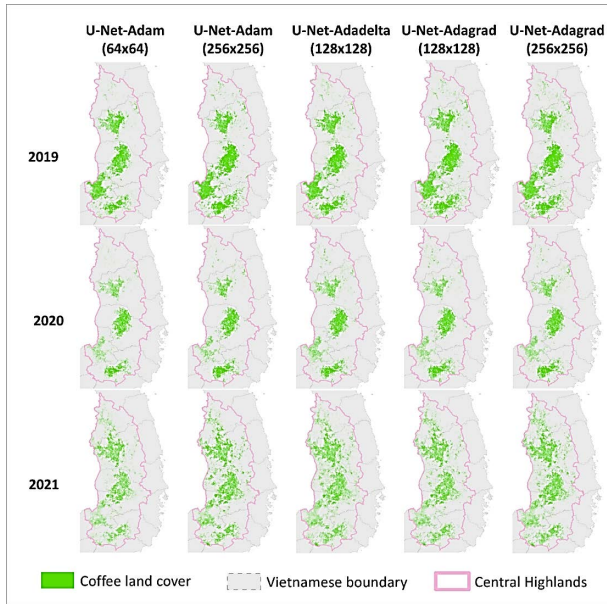 U-Net-Adam U-Net-Adam U-Net-Adadelta U-Net-Adagrad U-Net-Adagrad
(64x64) (256x256) (128x128) (128x128) (256x256)
2019
2020
2021
Coffee land cover Vietnamese boundary Central Highlands